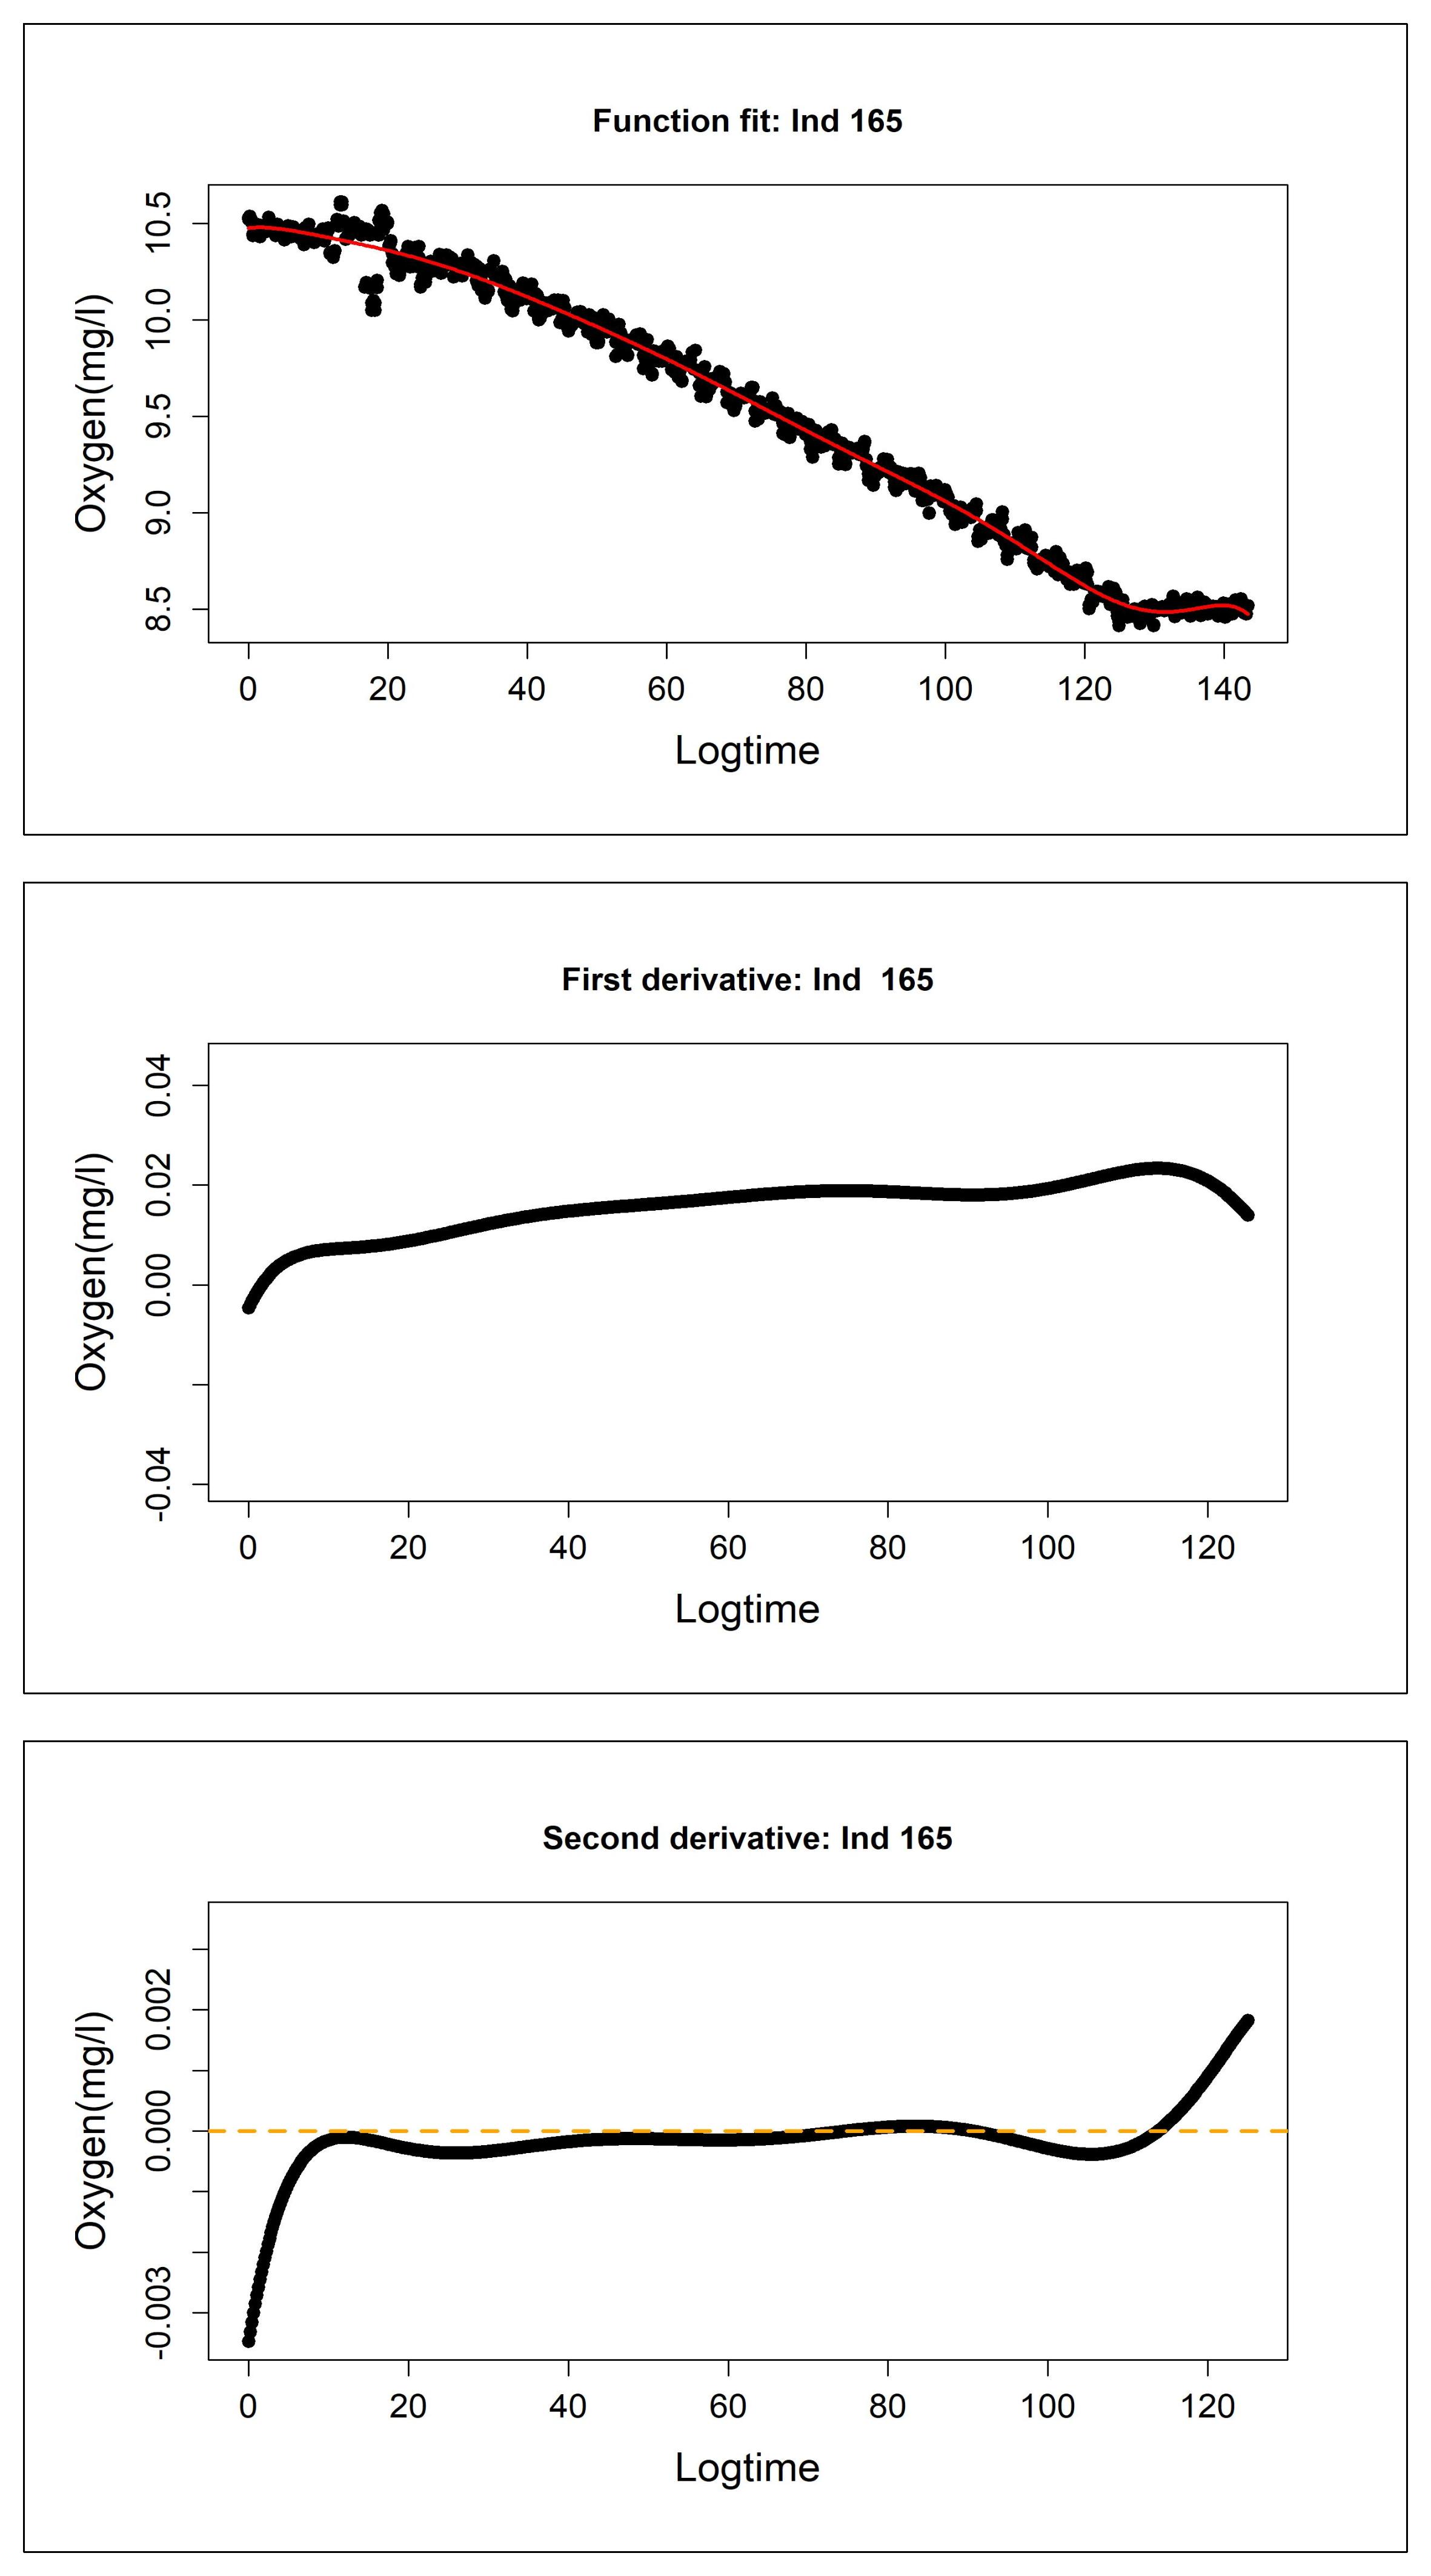 Function fit: Ind 165
Oxygen(mg/l)
10.5
10.0
9.5
9.0
8.5
0 20 40 60 80 100 120 140
Logtime
First derivative: Ind  165
Oxygen(mg/l)
0.04
0.02
0.00
-0.04
0 20 40 60 80 100 120
Logtime
Second derivative: Ind 165
Oxygen(mg/l)
0.002
0.000
-0.003
0 20 40 60 80 100 120
Logtime